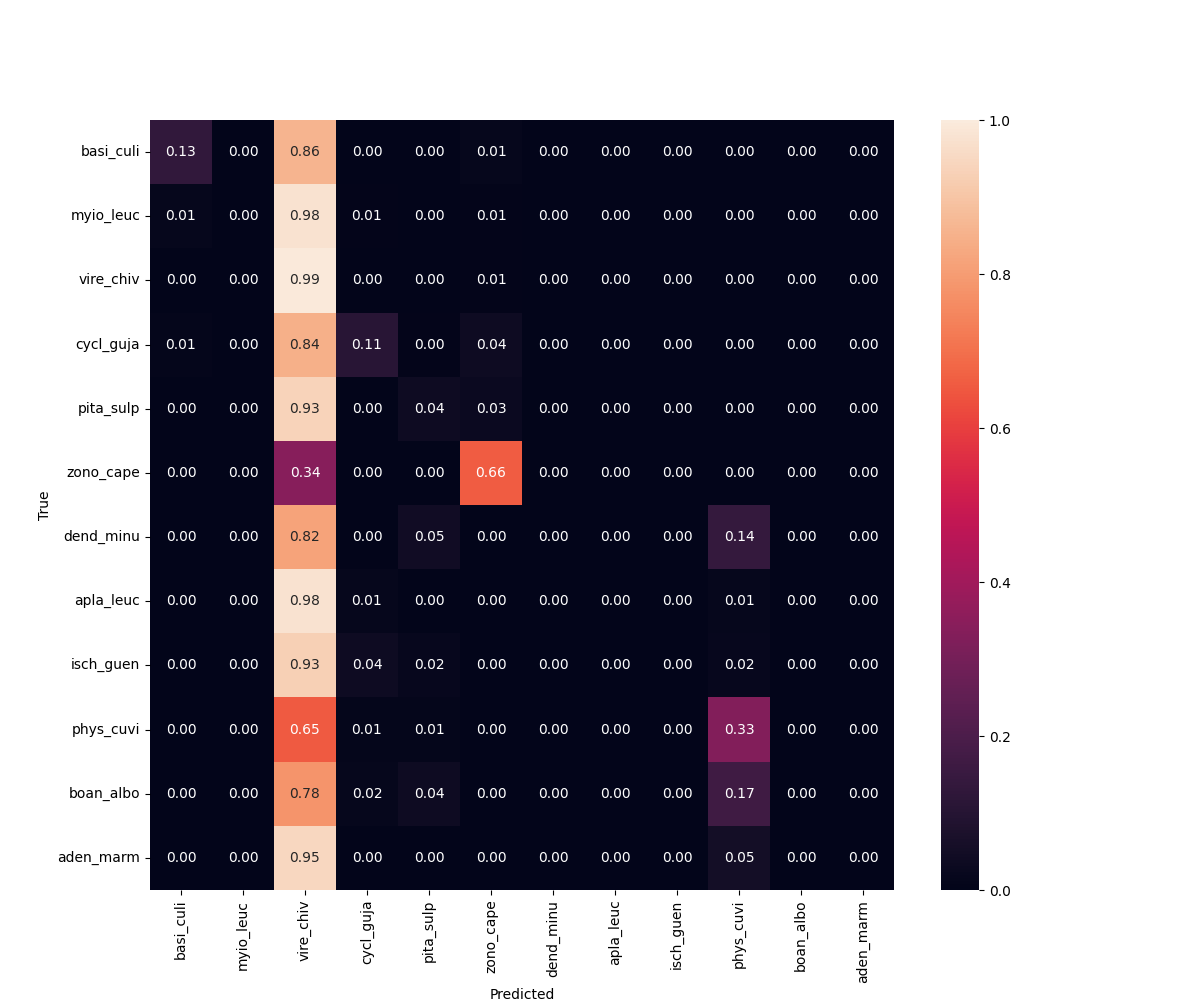 basi_culi 0.13 0.00 0.86 0.00 0.00 0.01 0.00 0.00 0.00 0.00 0.00 0.00
myio_leuc 0.01 0.00 0.98 0.01 0.00 0.01 0.00 0.00 0.00 0.00 0.00 0.00
vire_chiv 0.00 0.00 0.99 0.00 0.00 0.01 0.00 0.00 0.00 0.00 0.00 0.00
cycl_guja 0.01 0.00 0.84 0.11 0.00 0.04 0.00 0.00 0.00 0.00 0.00 0.00
pita_sulp 0.00 0.00 0.93 0.00 0.04 0.03 0.00 0.00 0.00 0.00 0.00 0.00
zono_cape 0.00 0.00 0.34 0.00 0.00 0.66 0.00 0.00 0.00 0.00 0.00 0.00
dend_minu 0.00 0.00 0.82 0.00 0.05 0.00 0.00 0.00 0.00 0.14 0.00 0.00
apla_leuc 0.00 0.00 0.98 0.01 0.00 0.00 0.00 0.00 0.00 0.01 0.00 0.00
isch_guen 0.00 0.00 0.93 0.04 0.02 0.00 0.00 0.00 0.00 0.02 0.00 0.00
phys_cuvi 0.00 0.00 0.65 0.01 0.01 0.00 0.00 0.00 0.00 0.33 0.00 0.00
boan_albo 0.00 0.00 0.78 0.02 0.04 0.00 0.00 0.00 0.00 0.17 0.00 0.00
aden_marm 0.00 0.00 0.95 0.00 0.00 0.00 0.00 0.00 0.00 0.05 0.00 0.00
True
basi_culi myio_leuc vire_chiv cycl_guja pita_sulp zono_cape dend_minu apla_leuc isch_guen phys_cuvi boan_albo aden_marm
Predicted
1.0
0.8
0.6
0.4
0.2
0.0